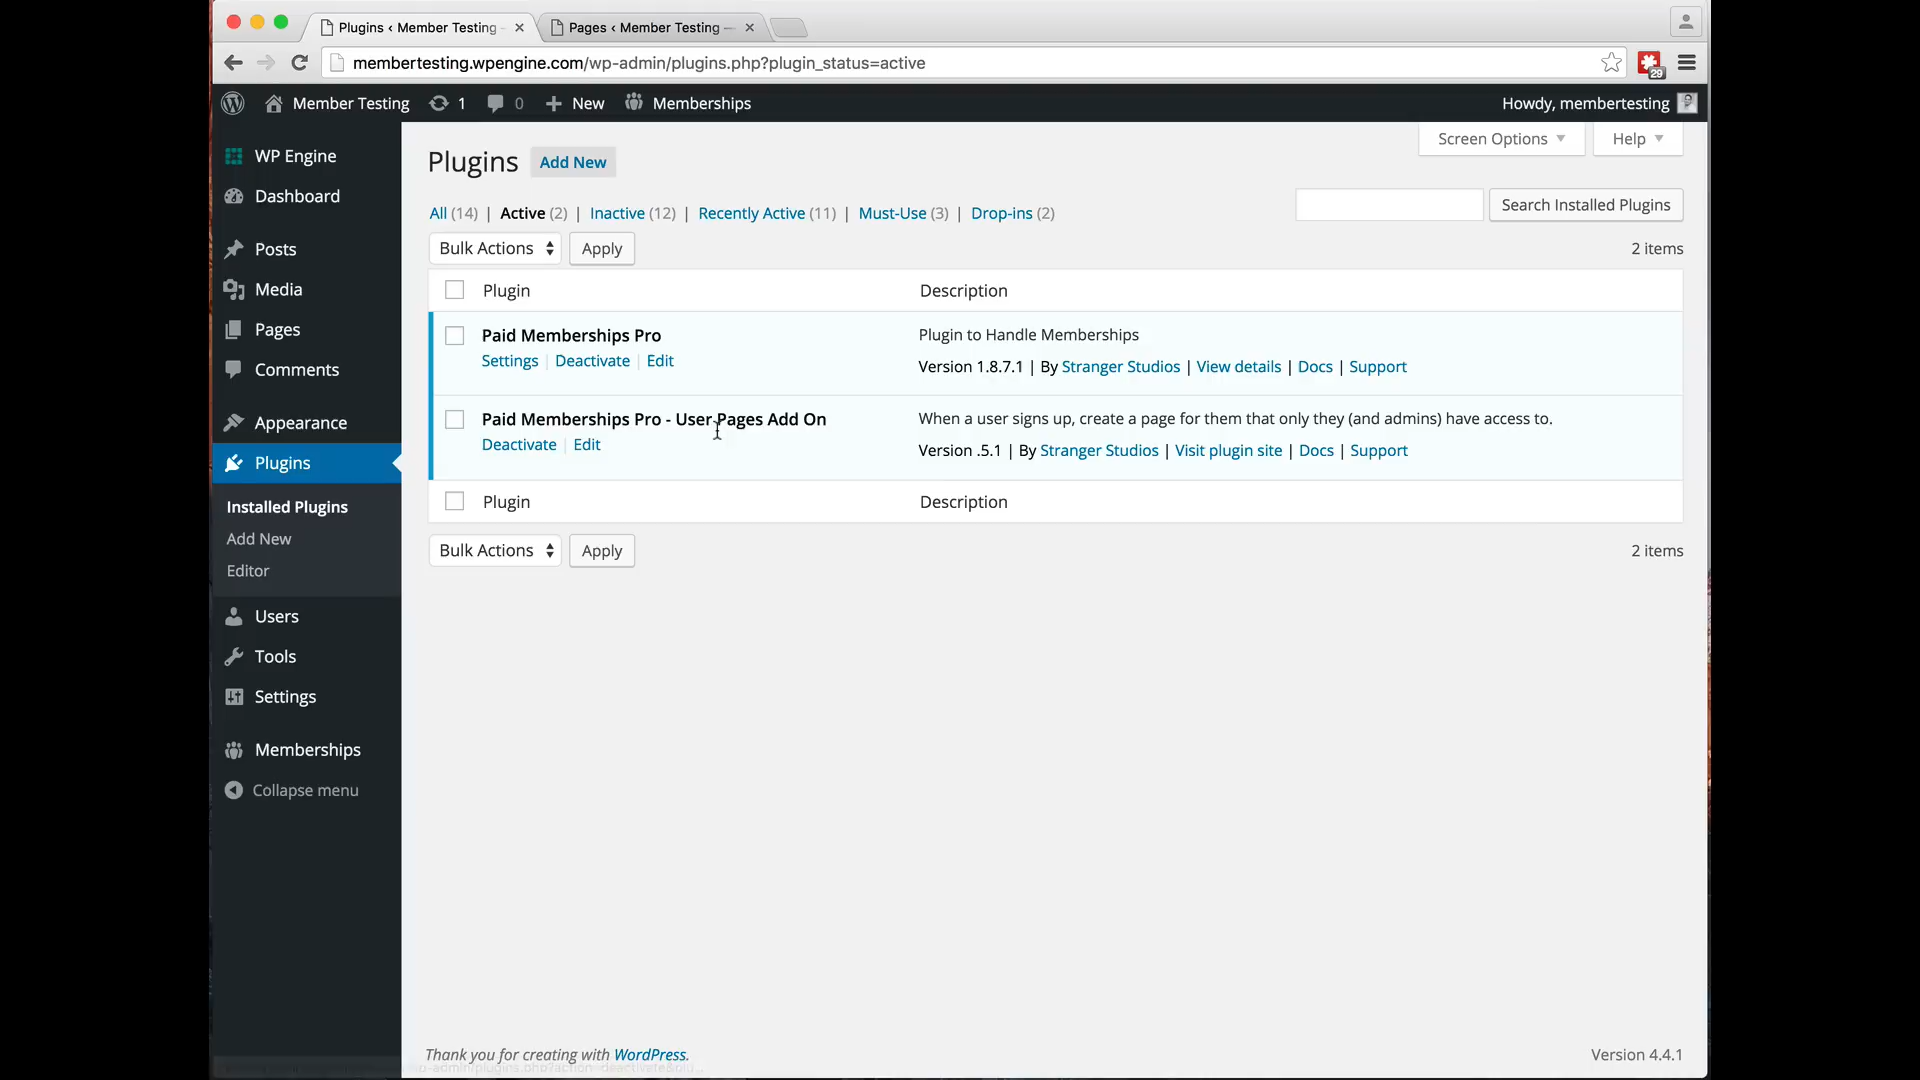 Plugins ‹ Member Testing
Pages ‹ Member Testing —
membertesting.wpengine.com/wp-admin/plugins.php?plugin_status=active
29
Member Testing 1 0 New Memberships Howdy, membertesting
Screen Options Help
WP Engine
Dashboard
Posts
Media
Pages
Comments
Appearance
Plugins
Installed Plugins
Add New
Editor
Users
Tools
Settings
Memberships
Collapse menu
Plugins Add New
All (14) | Active (2) | Inactive (12) | Recently Active (11) | Must-Use (3) | Drop-ins (2)
Search Installed Plugins
Bulk Actions Apply 2 items
Plugin Description
Paid Memberships Pro Plugin to Handle Memberships
Settings | Deactivate | Edit Version 1.8.7.1 | By Stranger Studios | View details | Docs | Support
Paid Memberships Pro - User Pages Add On When a user signs up, create a page for them that only they (and admins) have access to.
Deactivate | Edit Version .5.1 | By Stranger Studios | Visit plugin site | Docs | Support
Plugin Description
Bulk Actions Apply 2 items
Thank you for creating with WordPress. Version 4.4.1